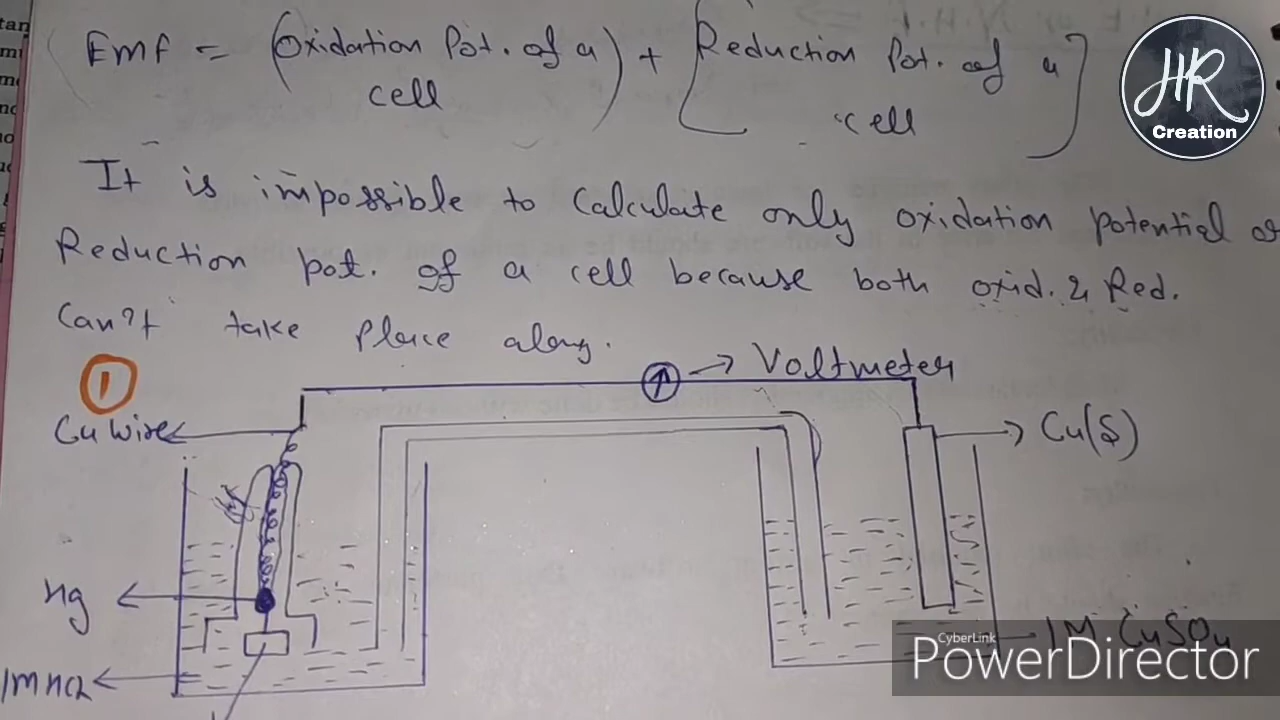 EMF = (Oxidation Pot. of a cell) + [Reduction Pot. of a cell]
HR
Creation
It is impossible to calculate only oxidation potential or
Reduction pot. of a cell because both oxid. & Red.
Can't take place along.
1
Voltmeter
Cu wire
Cu(S)
Hg
1M CuSO4
1M HCl
CyberLink
PowerDirector